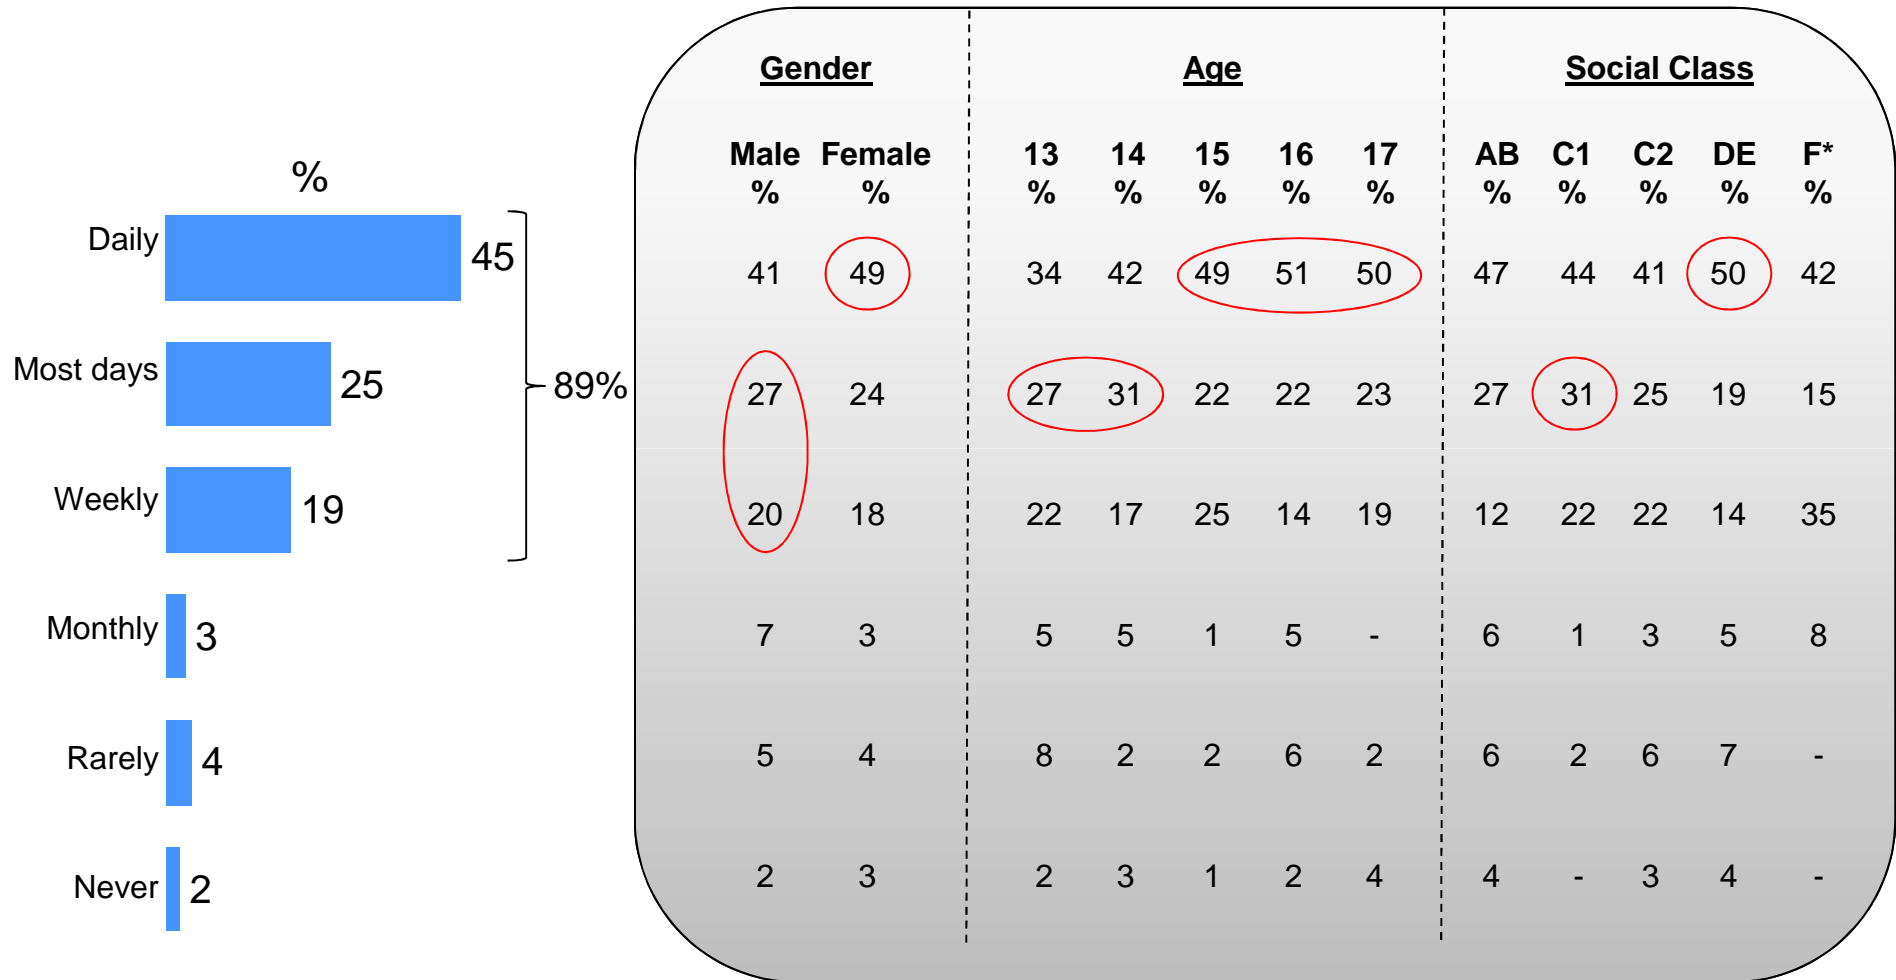 Gender Age Social Class
Male Female 13 14 15 16 17 AB C1 C2 DE F*
% % % % % % % % % % % % %
Daily 45 41 49 34 42 49 51 50 47 44 41 50 42
Most days 25 89% 27 24 27 31 22 22 23 27 31 25 19 15
Weekly 19 20 18 22 17 25 14 19 12 22 22 14 35
Monthly 3 7 3 5 5 1 5 - 6 1 3 5 8
Rarely 4 5 4 8 2 2 6 2 6 2 6 7 -
Never 2 2 3 2 3 1 2 4 4 - 3 4 -